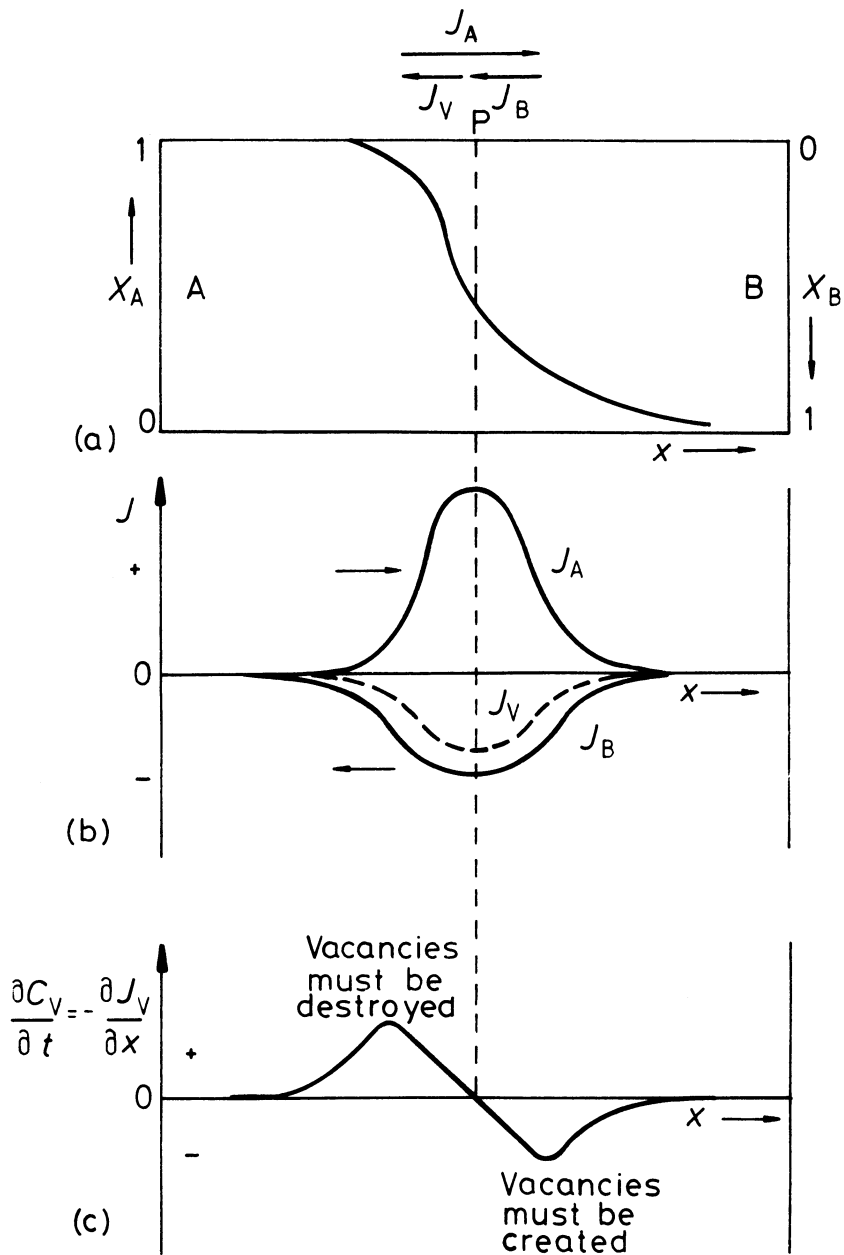 J_A
J_V J_B
P
1 0
X_A A B X_B
0 1
(a) x
J
+
J_A
0
J_V x
J_B
-
(b)
Vacancies
must be
destroyed
∂C_V/∂t = - ∂J_V/∂x
+
0
x
-
Vacancies
must be
created
(c)